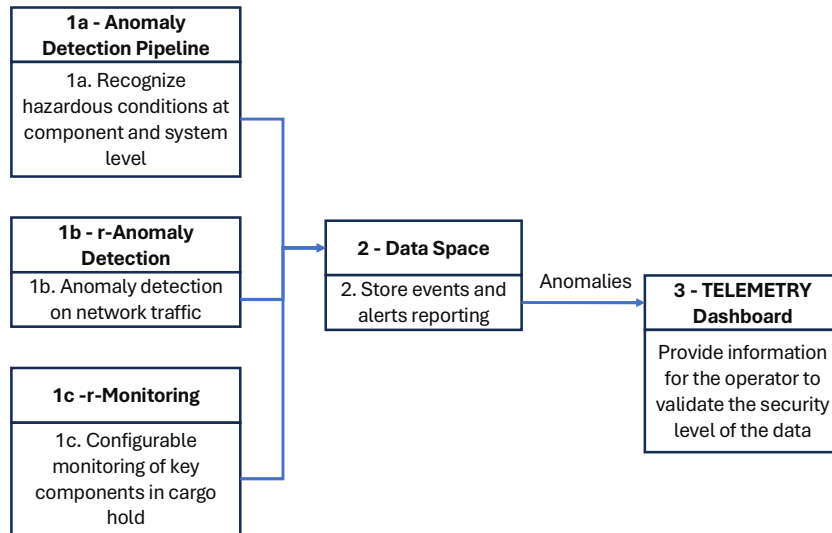 1a - Anomaly
Detection Pipeline
1a. Recognize
hazardous conditions at
component and system
level
1b - r-Anomaly
Detection
1b. Anomaly detection
on network traffic
1c -r-Monitoring
1c. Configurable
monitoring of key
components in cargo
hold
2 - Data Space
2. Store events and
alerts reporting
Anomalies
3 - TELEMETRY
Dashboard
Provide information
for the operator to
validate the security
level of the data